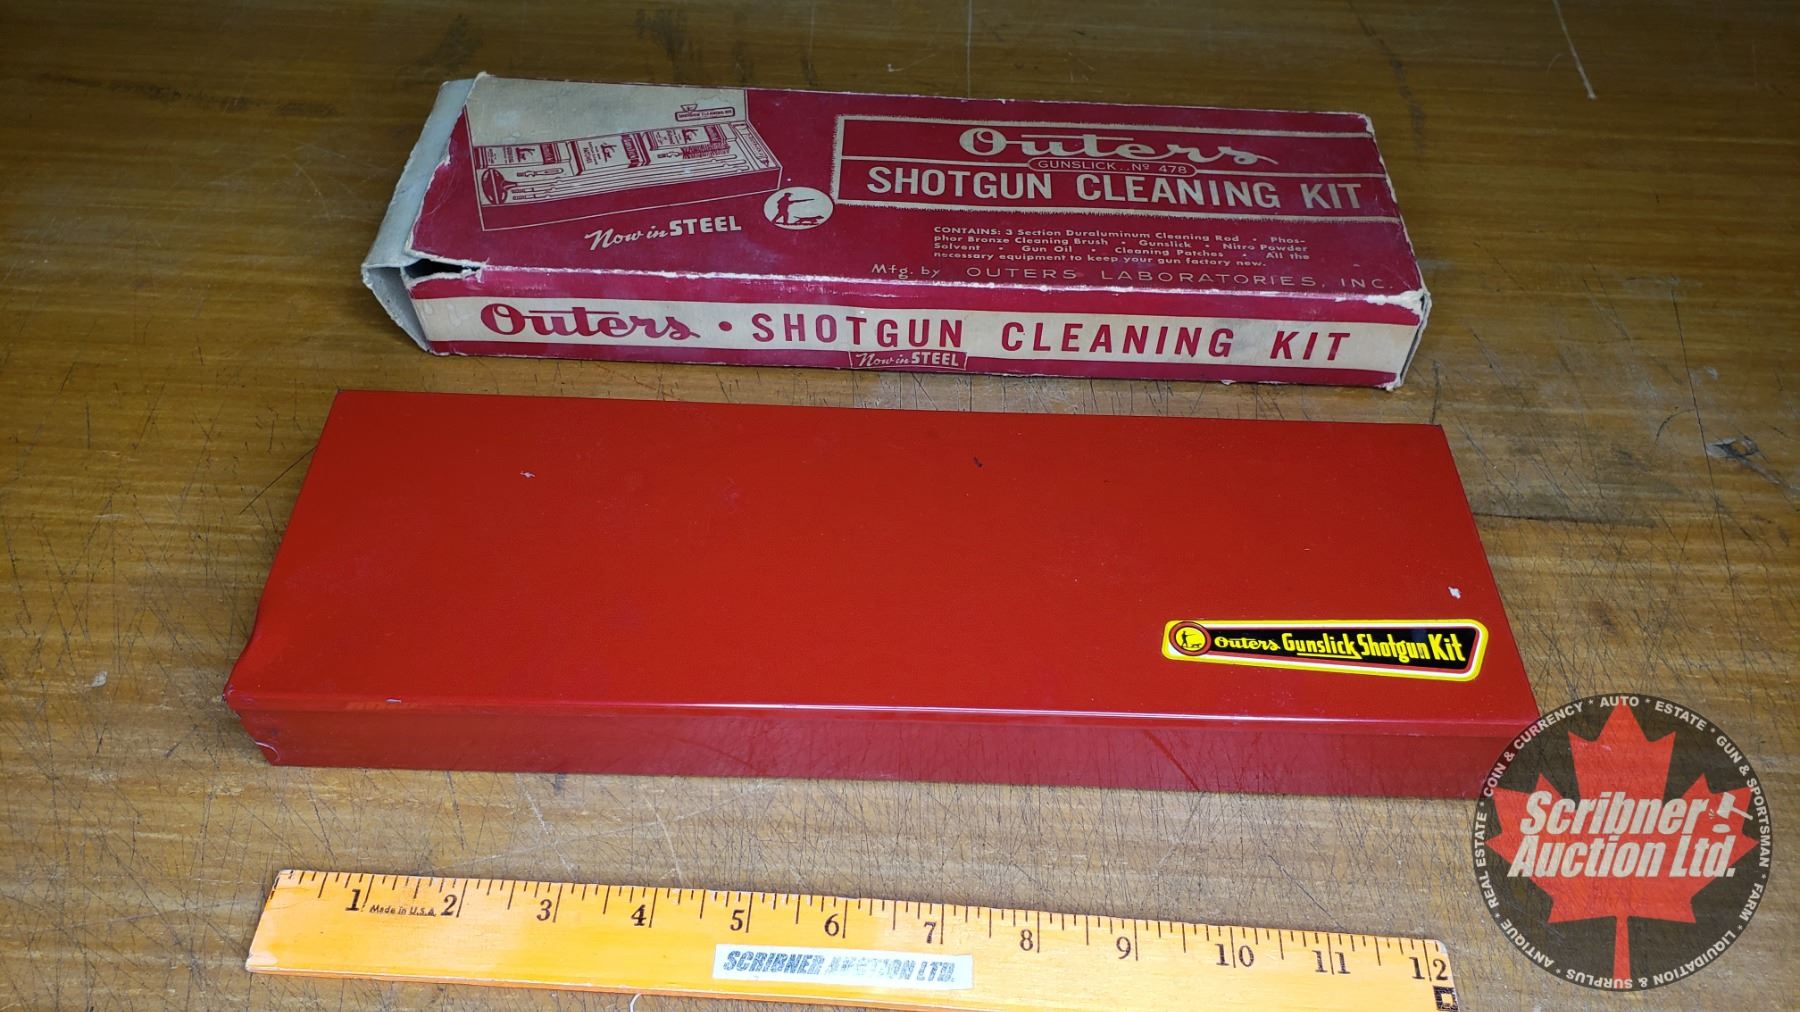 SHOTGUN CLEANING KIT
Outers
GUNSLICK..Nº 478
SHOTGUN CLEANING KIT
Now in STEEL
CONTAINS: 3 Section Duraluminum Cleaning Rod • Phos-
phor Bronze Cleaning Brush • Gunslick • Nitro Powder
Solvent • Gun Oil • Cleaning Patches • All the
necessary equipment to keep your gun factory new.
Mfg. by OUTERS LABORATORIES, INC.
Outers • SHOTGUN CLEANING KIT
Now in STEEL
Outers Gunslick Shotgun Kit
1 2 3 4 5 6 7 8 9 10 11 12
Made in U.S.A.
SCRIBNER AUCTION LTD.
COIN & CURRENCY * AUTO * ESTATE * GUN & SPORTSMAN * FARM * LIQUIDATION & SURPLUS * ANTIQUE * REAL ESTATE *
Scribner
Auction Ltd.